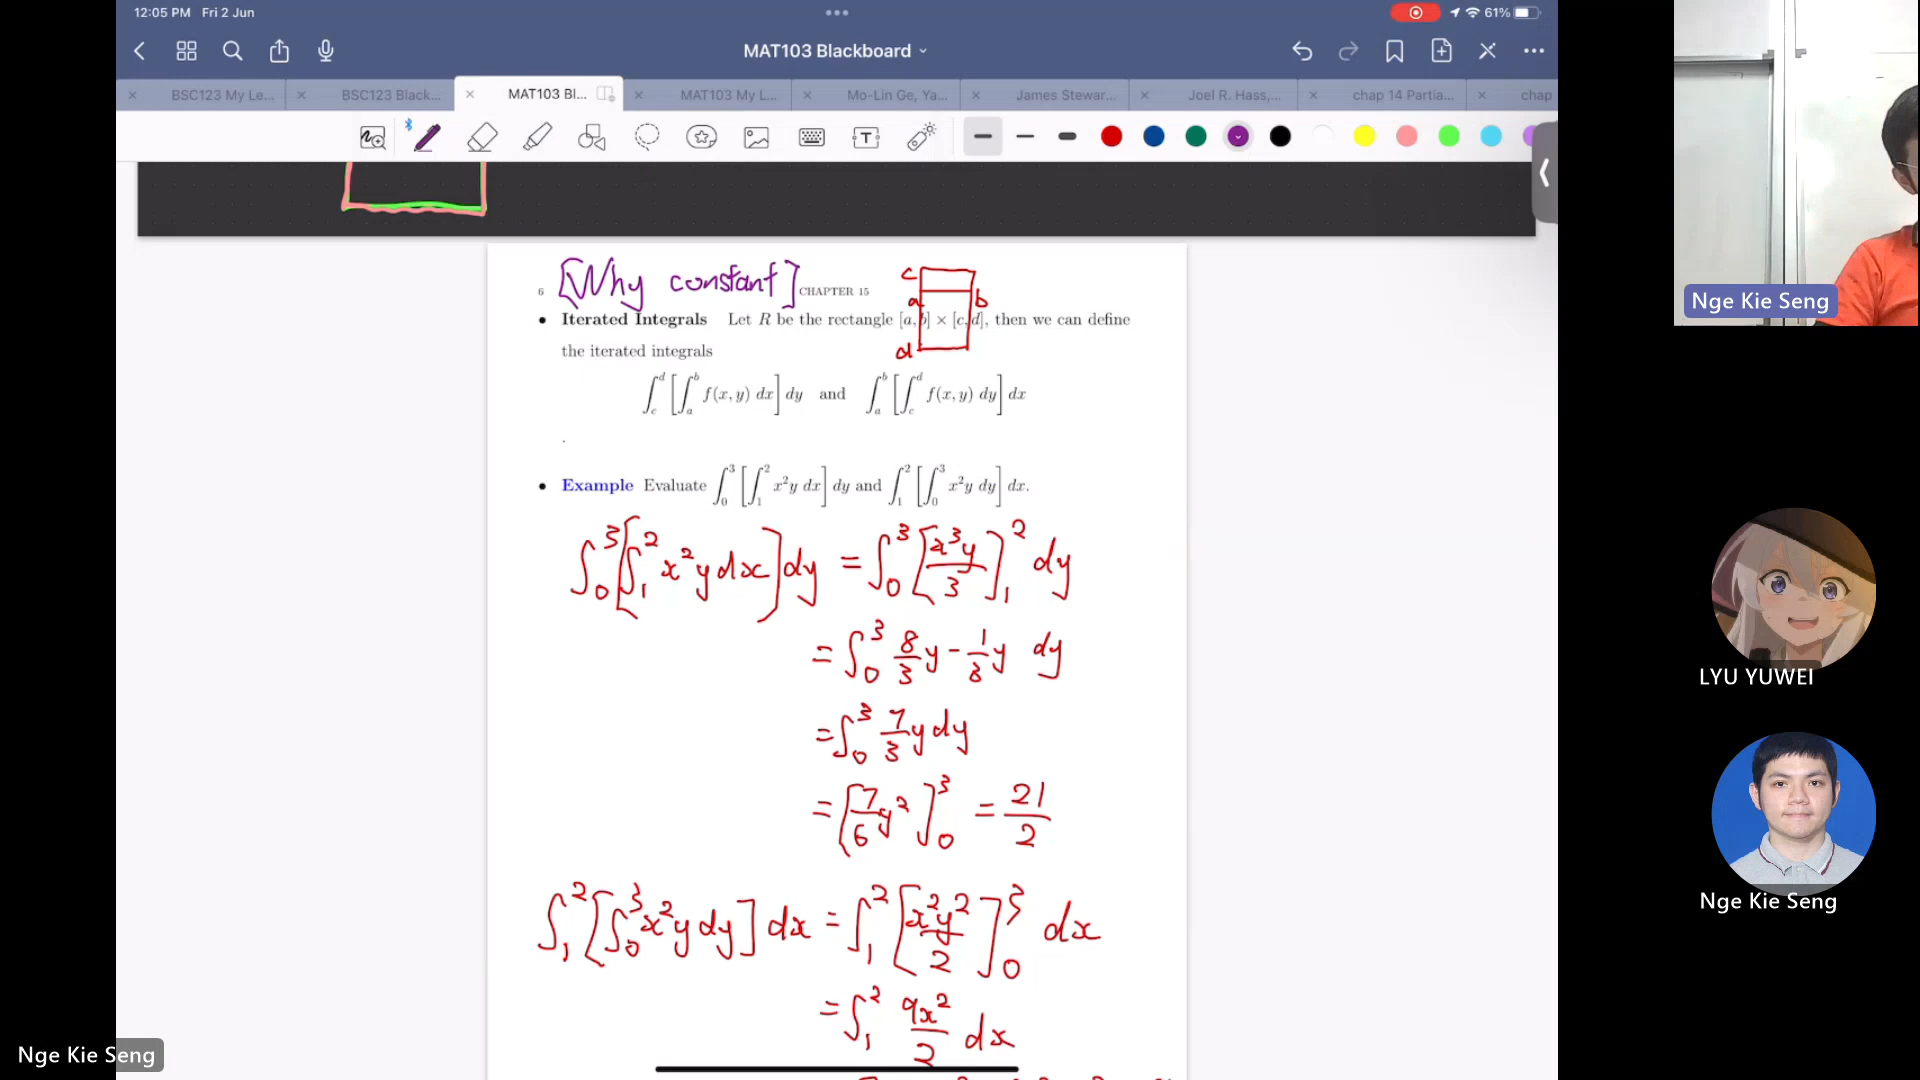 12:05 PM Fri 2 Jun
61%
MAT103 Blackboard
BSC123 My Le...
BSC123 Black...
MAT103 Bl...
MAT103 My L...
Mo-Lin Ge, Ya...
James Stewar...
Joel R. Hass,...
chap 14 Partia...
chap
[Why constant]
6 CHAPTER 15
c
a b
d
• Iterated Integrals Let R be the rectangle [a, b] × [c, d], then we can define
the iterated integrals
∫_c^d [∫_a^b f(x, y) dx] dy and ∫_a^b [∫_c^d f(x, y) dy] dx
.
• Example Evaluate ∫_0^3 [∫_1^2 x²y dx] dy and ∫_1^2 [∫_0^3 x²y dy] dx.
∫_0^3 [∫_1^2 x²y dx] dy = ∫_0^3 [x³y/3]_1^2 dy
= ∫_0^3 8/3 y - 1/3 y dy
= ∫_0^3 7/3 y dy
= [7/6 y²]_0^3 = 21/2
∫_1^2 [∫_0^3 x²y dy] dx = ∫_1^2 [x²y²/2]_0^3 dx
= ∫_1^2 9x²/2 dx
Nge Kie Seng
LYU YUWEI
Nge Kie Seng
Nge Kie Seng